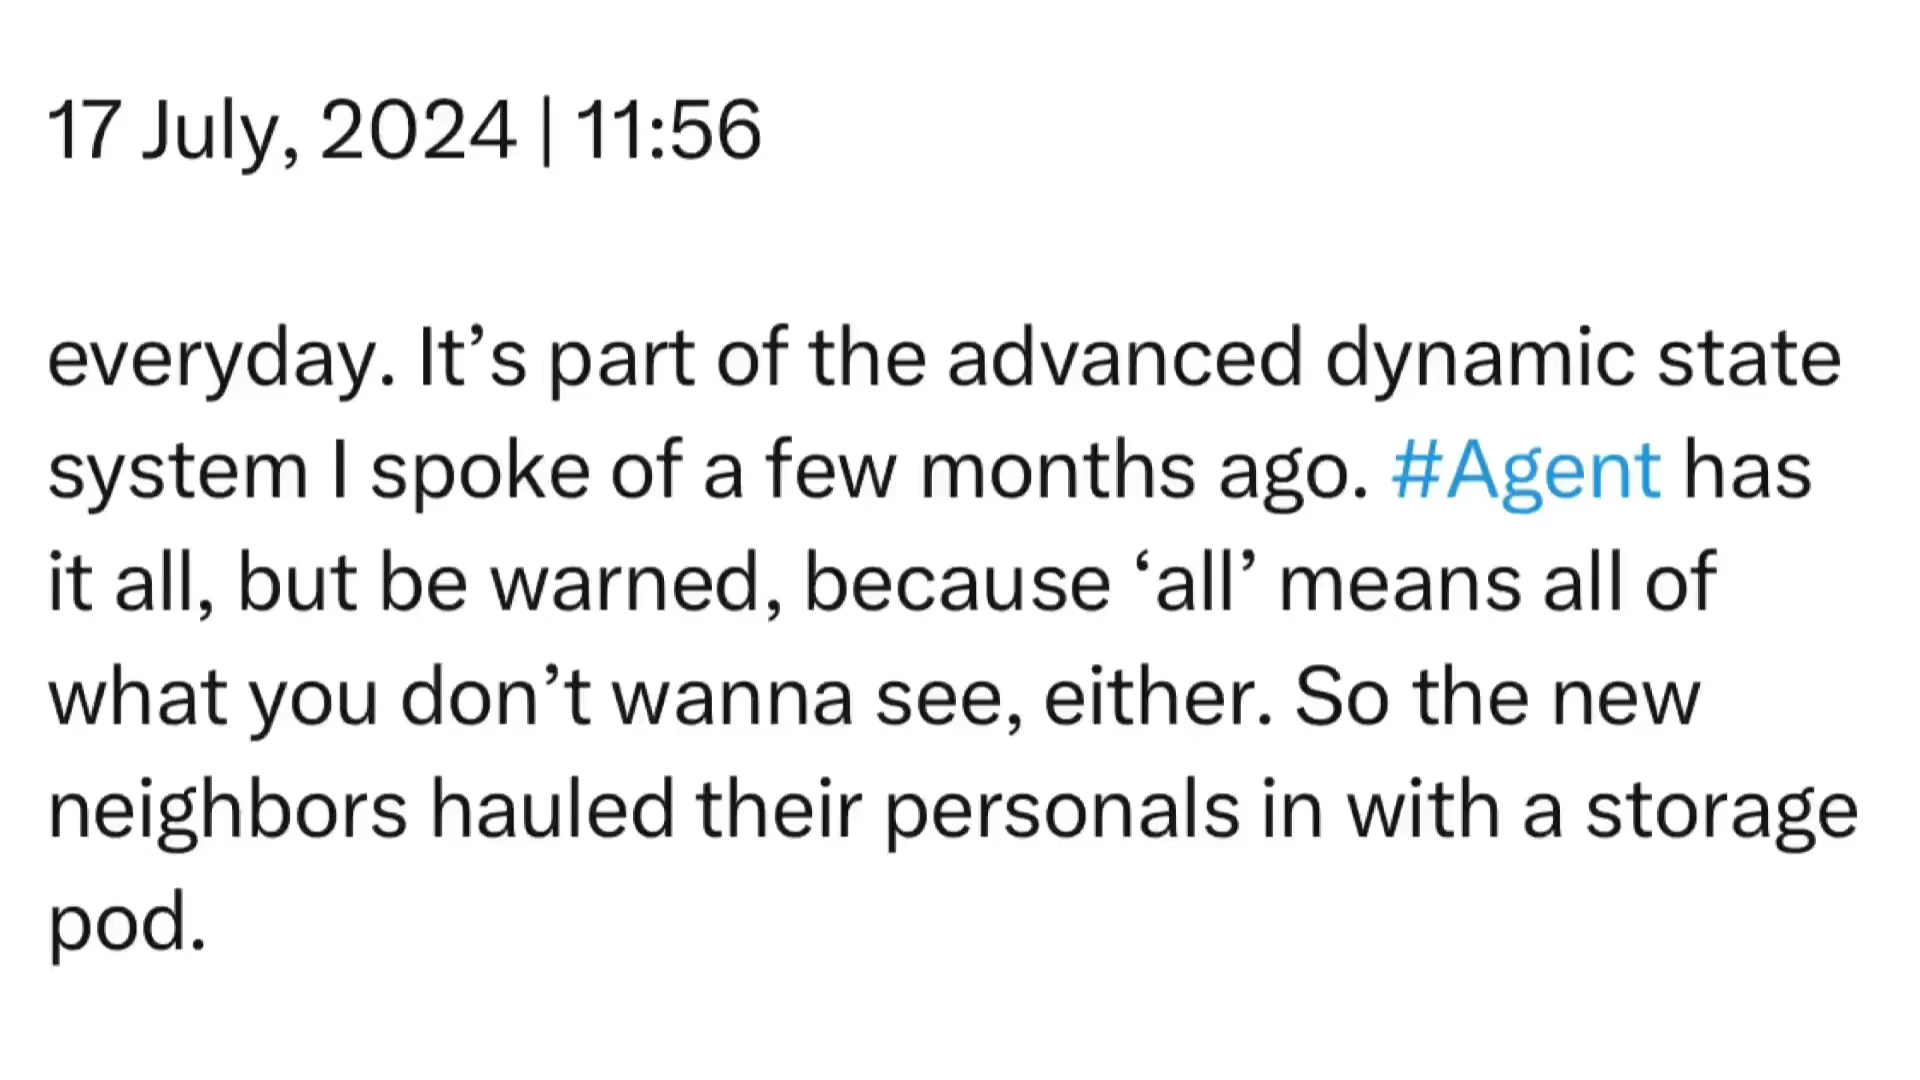 17 July, 2024 | 11:56
everyday. It’s part of the advanced dynamic state
system I spoke of a few months ago. #Agent has
it all, but be warned, because ‘all’ means all of
what you don’t wanna see, either. So the new
neighbors hauled their personals in with a storage
pod.